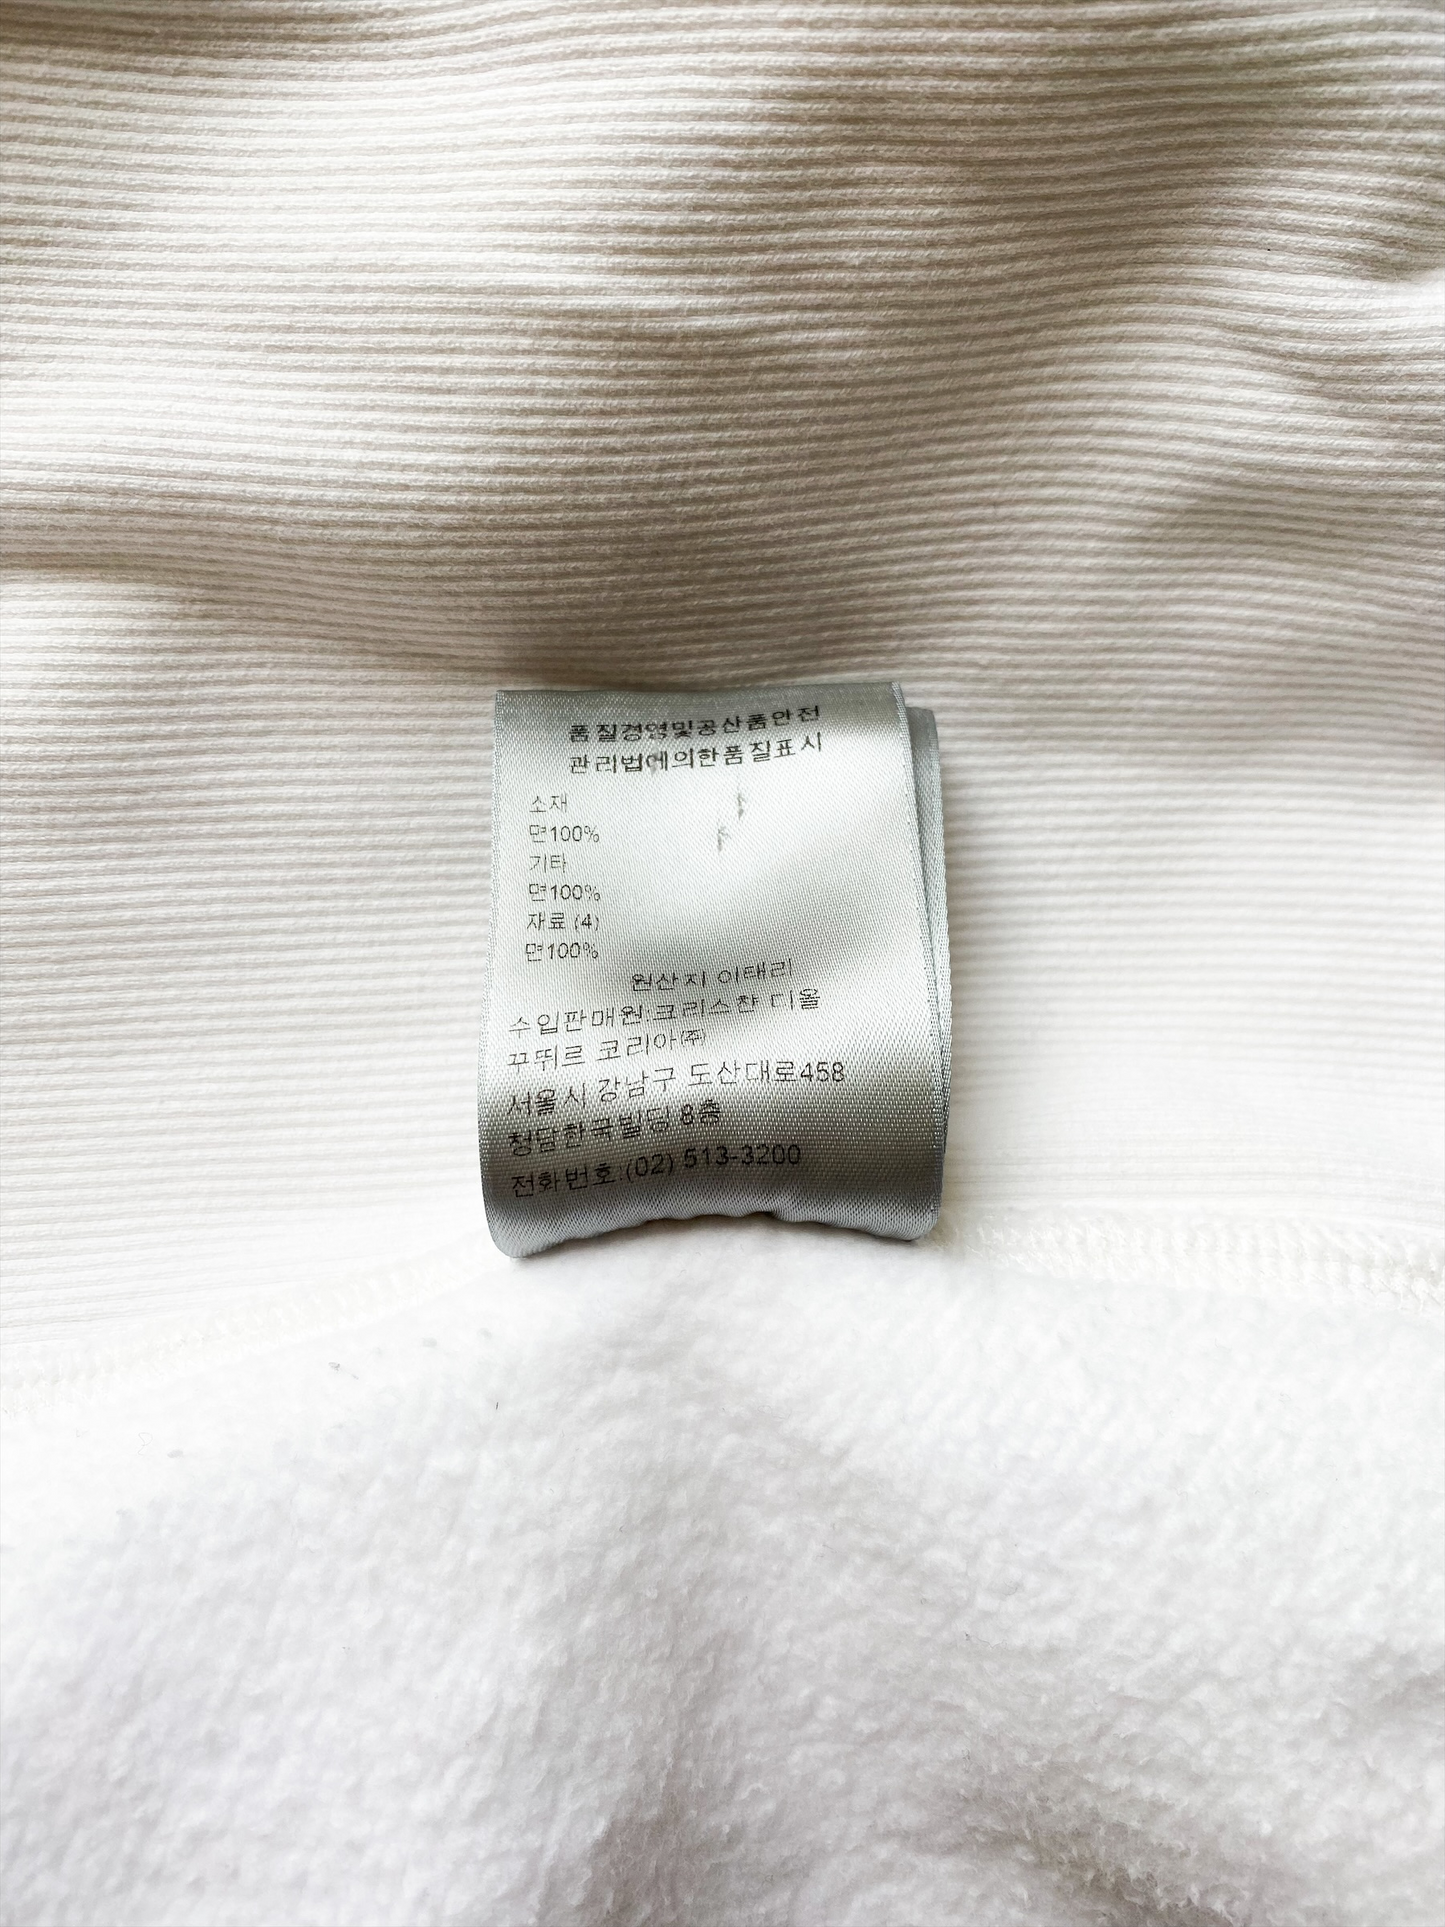 품질경영및공산품안전
관리법에의한품질표시
소재
면100%
기타
면100%
재료 (4)
면100%
원산지 이태리
수입판매원:크리스챤 디올
꾸뛰르 코리아㈜
서울시 강남구 도산대로458
청담한국빌딩 8층
전화번호:(02) 513-3200